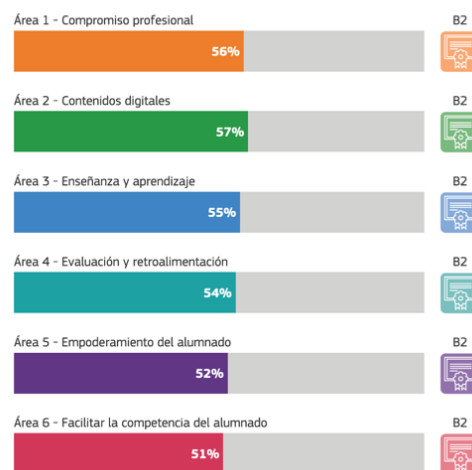 Área 1 - Compromiso profesional B2
56%
Área 2 - Contenidos digitales B2
57%
Área 3 - Enseñanza y aprendizaje B2
55%
Área 4 - Evaluación y retroalimentación B2
54%
Área 5 - Empoderamiento del alumnado B2
52%
Área 6 - Facilitar la competencia del alumnado B2
51%